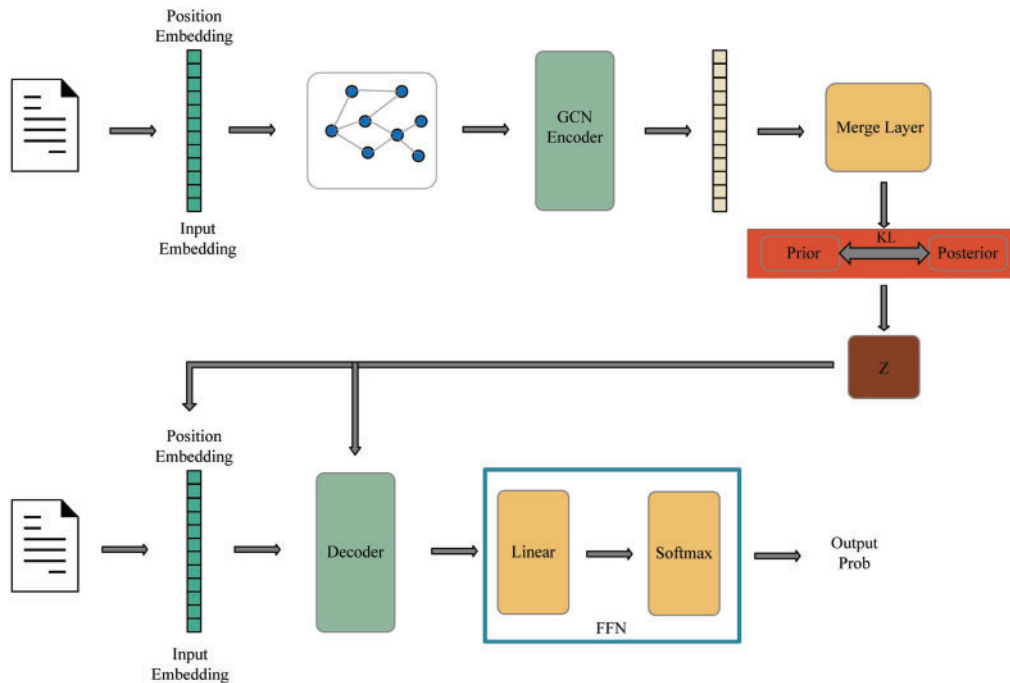 Position
Embedding
Input
Embedding
GCN
Encoder
Merge Layer
KL
Prior
Posterior
Z
Position
Embedding
Input
Embedding
Decoder
Linear
Softmax
FFN
Output
Prob